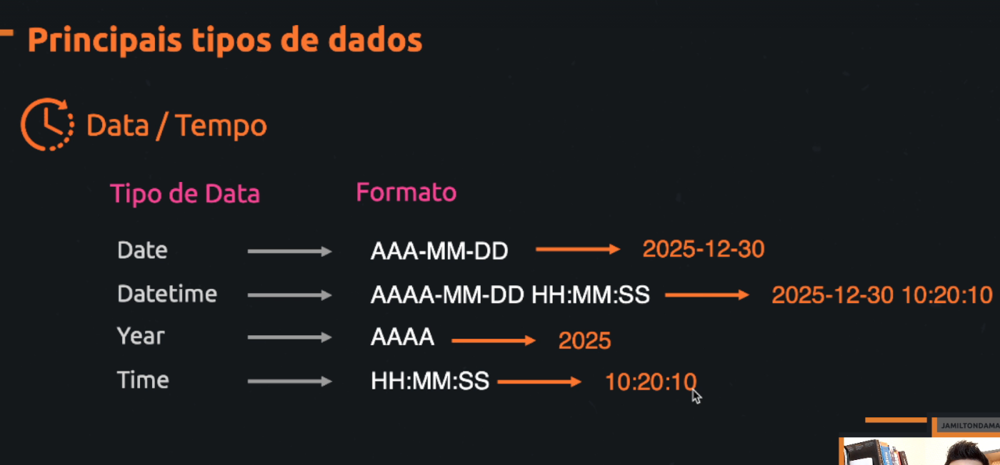 Principais tipos de dados
Data / Tempo
Tipo de Data Formato
Date AAA-MM-DD 2025-12-30
Datetime AAAA-MM-DD HH:MM:SS 2025-12-30 10:20:10
Year AAAA 2025
Time HH:MM:SS 10:20:10
JAMILTONDAMA